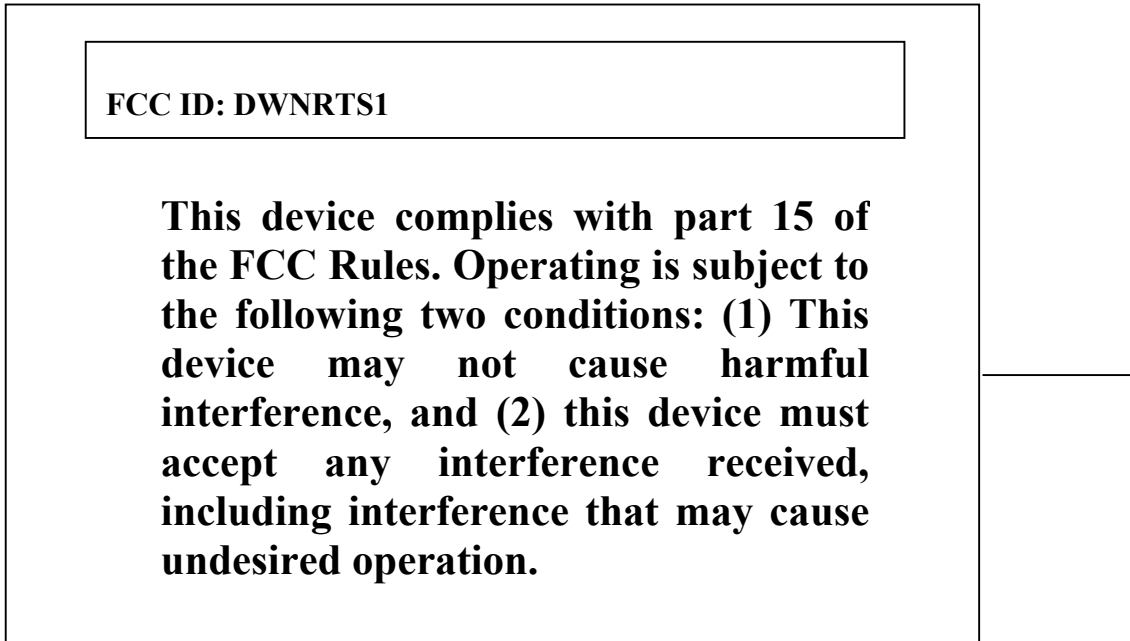 FCC ID: DWNRTS1
This device complies with part 15 of
the FCC Rules. Operating is subject to
the following two conditions: (1) This
device may not cause harmful
interference, and (2) this device must
accept any interference received,
including interference that may cause
undesired operation.